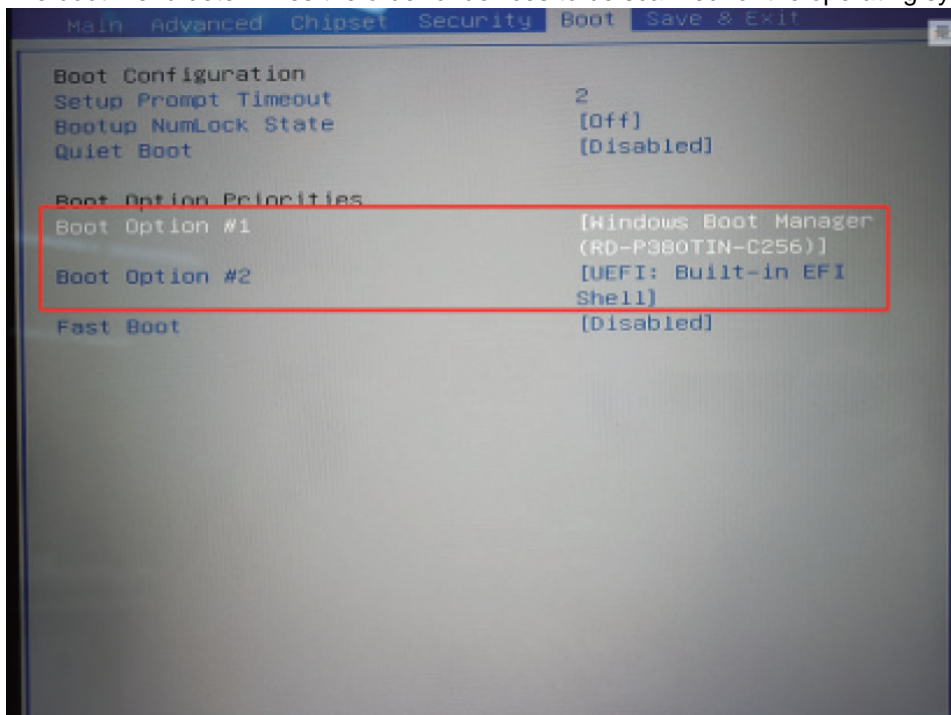 Main Advanced Chipset Security Boot Save & Exit
Boot Configuration
Setup Prompt Timeout 2
Bootup NumLock State [Off]
Quiet Boot [Disabled]
Boot Option Priorities
Boot Option #1 [Windows Boot Manager
(RD-P380TIN-C256)]
Boot Option #2 [UEFI: Built-in EFI
Shell]
Fast Boot [Disabled]